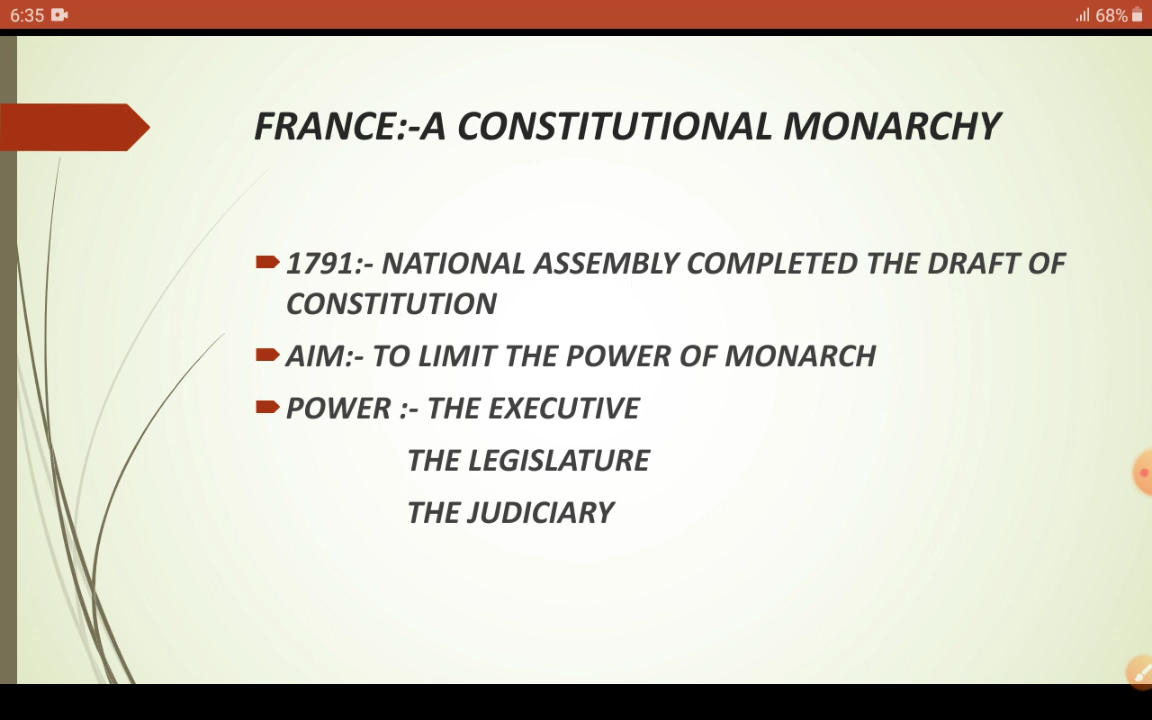 6:35
68%
FRANCE:-A CONSTITUTIONAL MONARCHY
1791:- NATIONAL ASSEMBLY COMPLETED THE DRAFT OF
CONSTITUTION
AIM:- TO LIMIT THE POWER OF MONARCH
POWER :- THE EXECUTIVE
THE LEGISLATURE
THE JUDICIARY